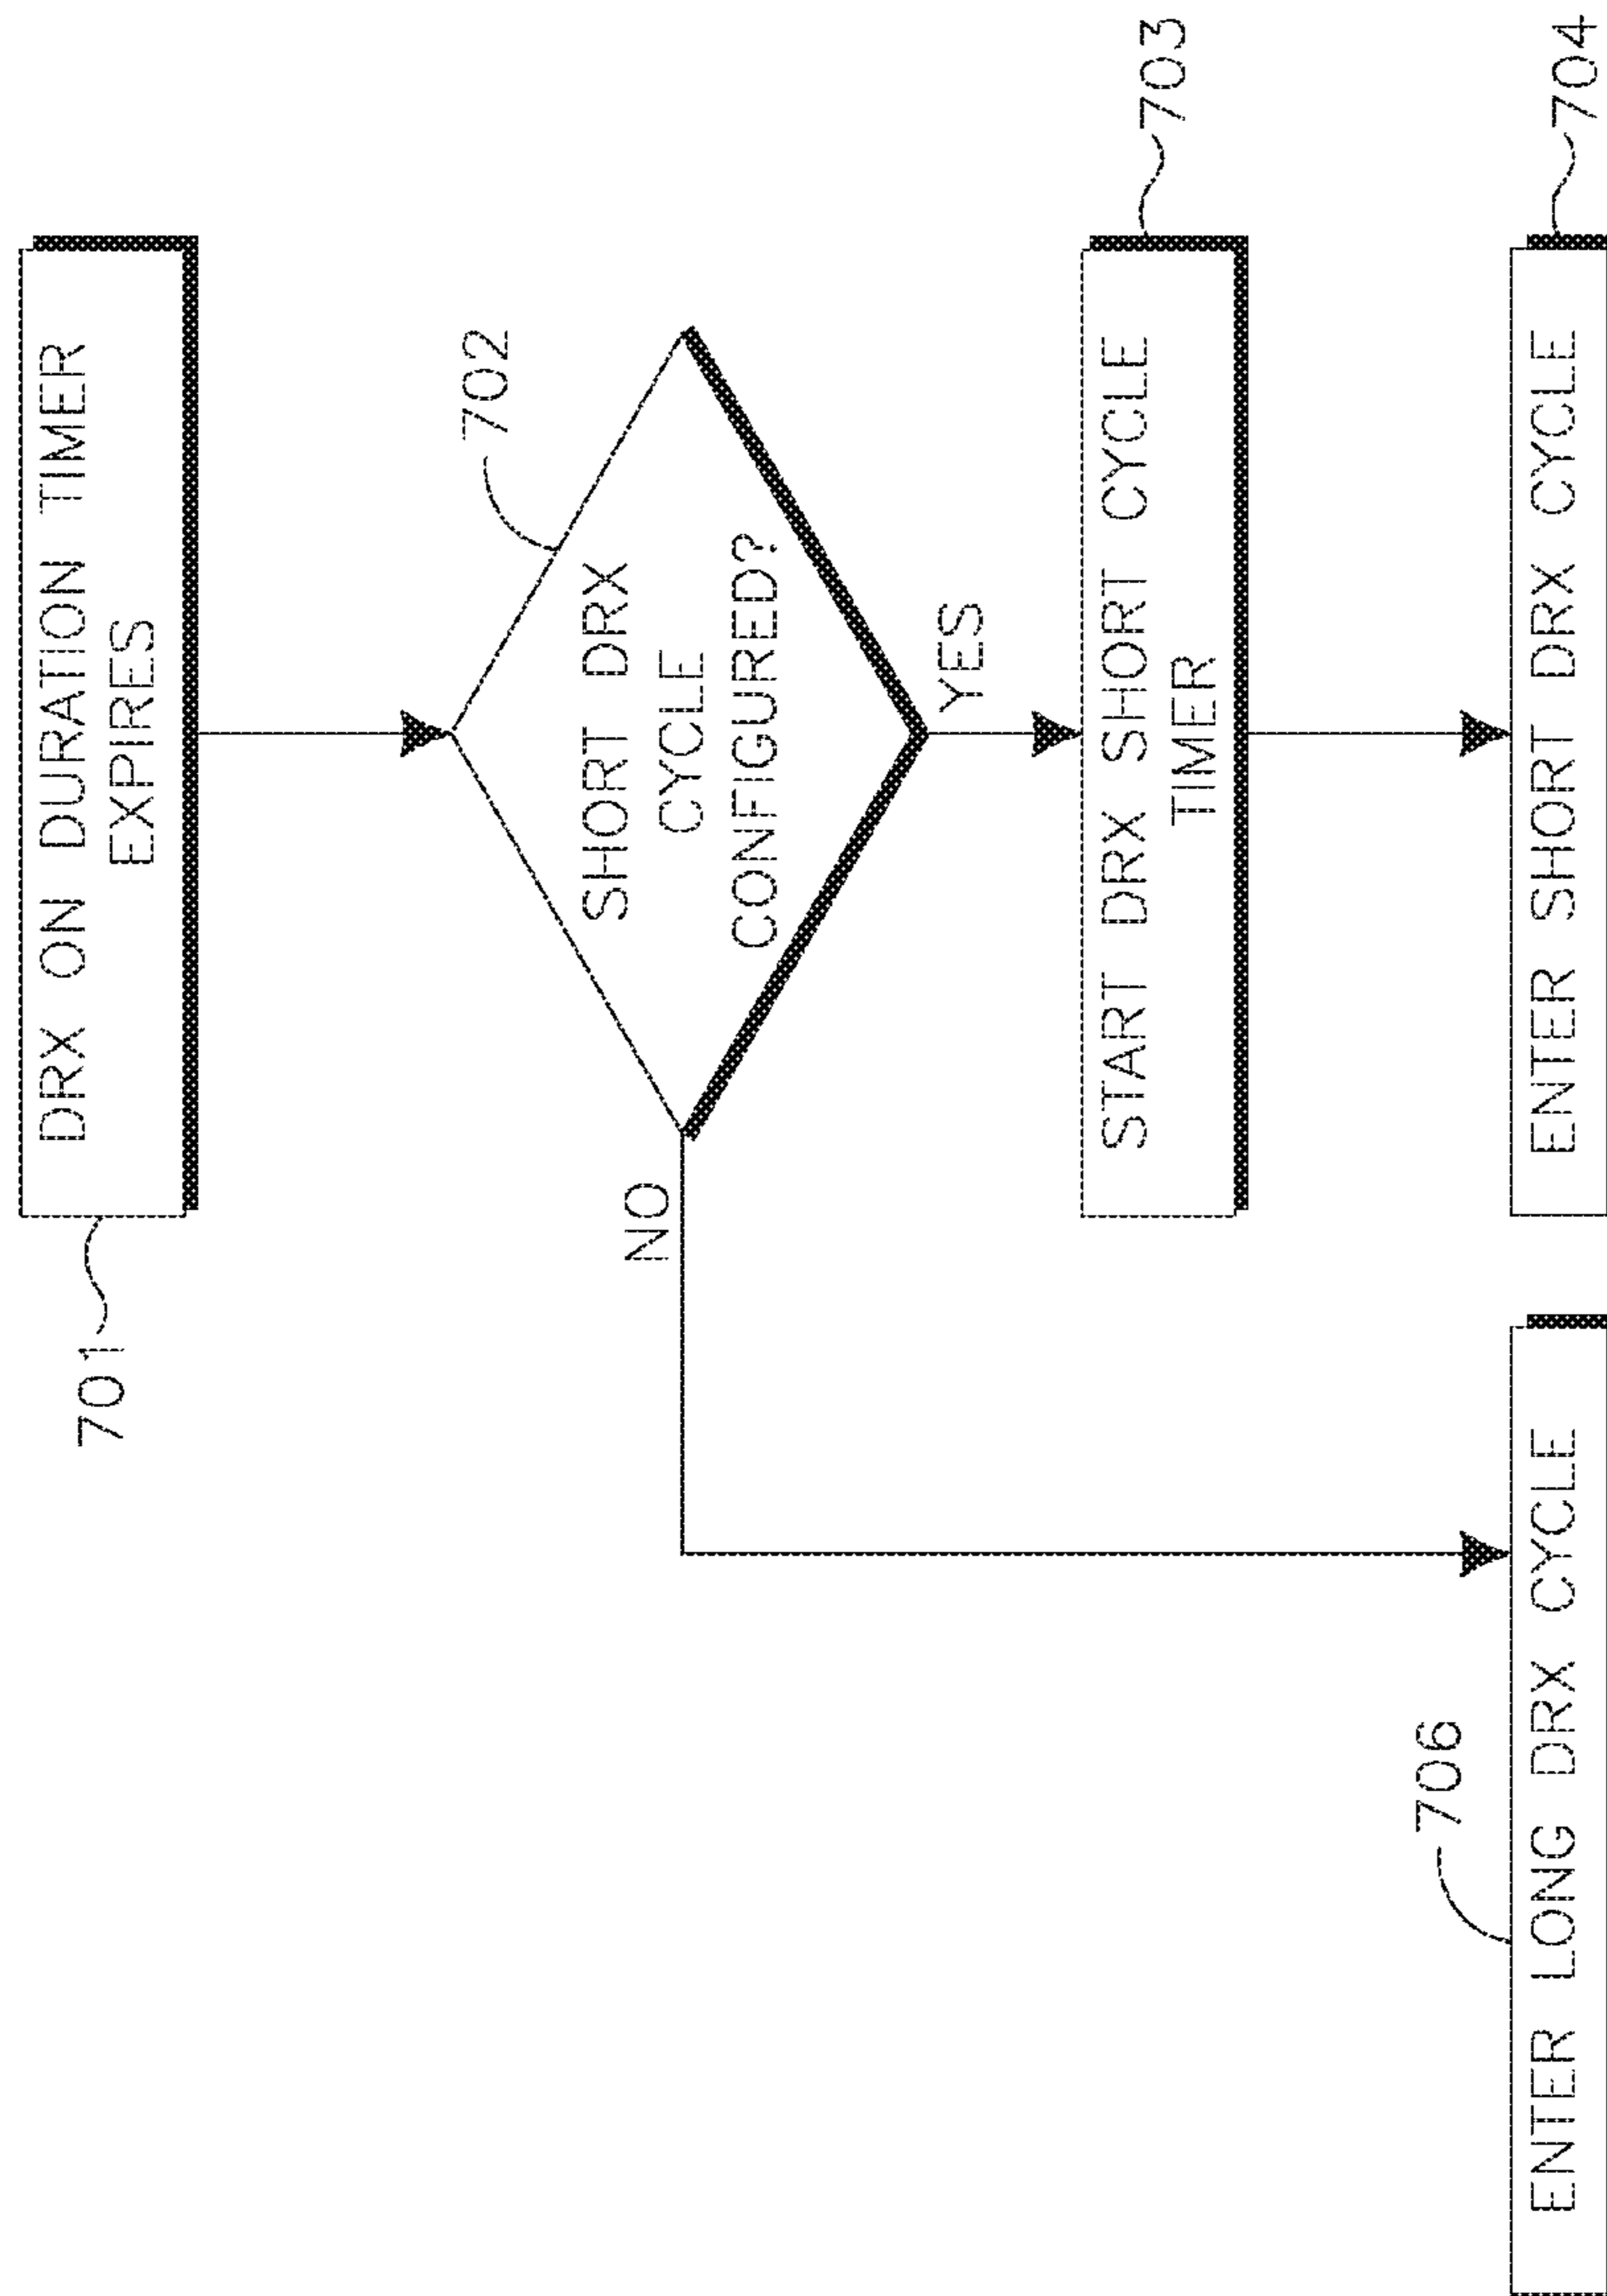 701
DRX ON DURATION TIMER
EXPIRES
702
SHORT DRX
CYCLE
CONFIGURED?
NO
YES
START DRX SHORT CYCLE
TIMER
703
706
ENTER LONG DRX CYCLE
ENTER SHORT DRX CYCLE
704